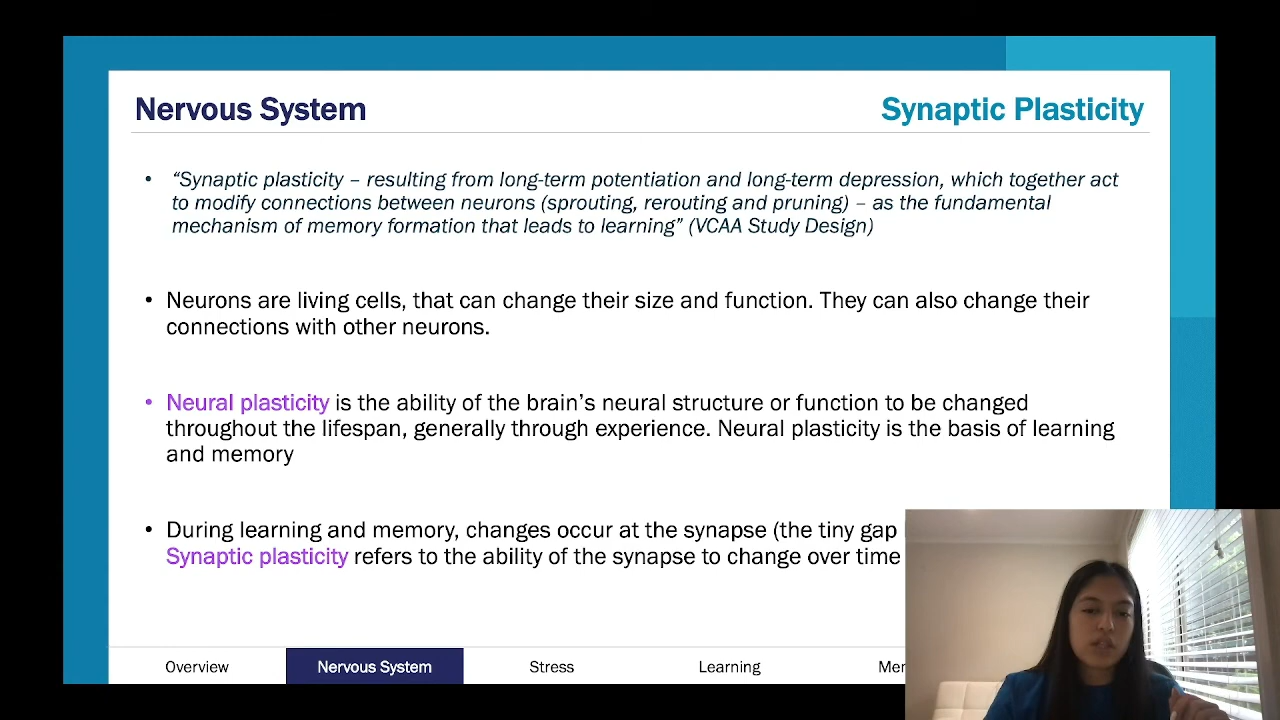 Nervous System
Synaptic Plasticity
• “Synaptic plasticity – resulting from long-term potentiation and long-term depression, which together act
to modify connections between neurons (sprouting, rerouting and pruning) – as the fundamental
mechanism of memory formation that leads to learning” (VCAA Study Design)
• Neurons are living cells, that can change their size and function. They can also change their
connections with other neurons.
• Neural plasticity is the ability of the brain’s neural structure or function to be changed
throughout the lifespan, generally through experience. Neural plasticity is the basis of learning
and memory
• During learning and memory, changes occur at the synapse (the tiny gap
Synaptic plasticity refers to the ability of the synapse to change over time
Overview
Nervous System
Stress
Learning